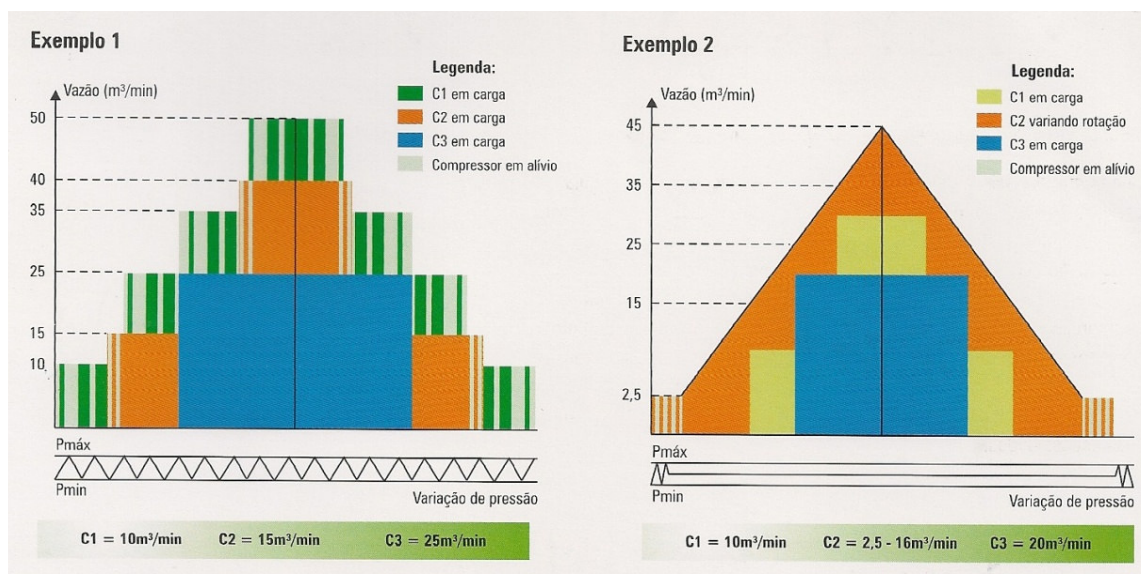 Exemplo 1
Legenda:
Vazão (m³/min)
C1 em carga
C2 em carga
C3 em carga
Compressor em alívio
50
40
35
25
15
10
Pmáx
Pmin
Variação de pressão
C1 = 10m³/min C2 = 15m³/min C3 = 25m³/min
Exemplo 2
Legenda:
Vazão (m³/min)
C1 em carga
C2 variando rotação
C3 em carga
Compressor em alívio
45
35
25
15
2,5
Pmáx
Pmin
Variação de pressão
C1 = 10m³/min C2 = 2,5 - 16m³/min C3 = 20m³/min